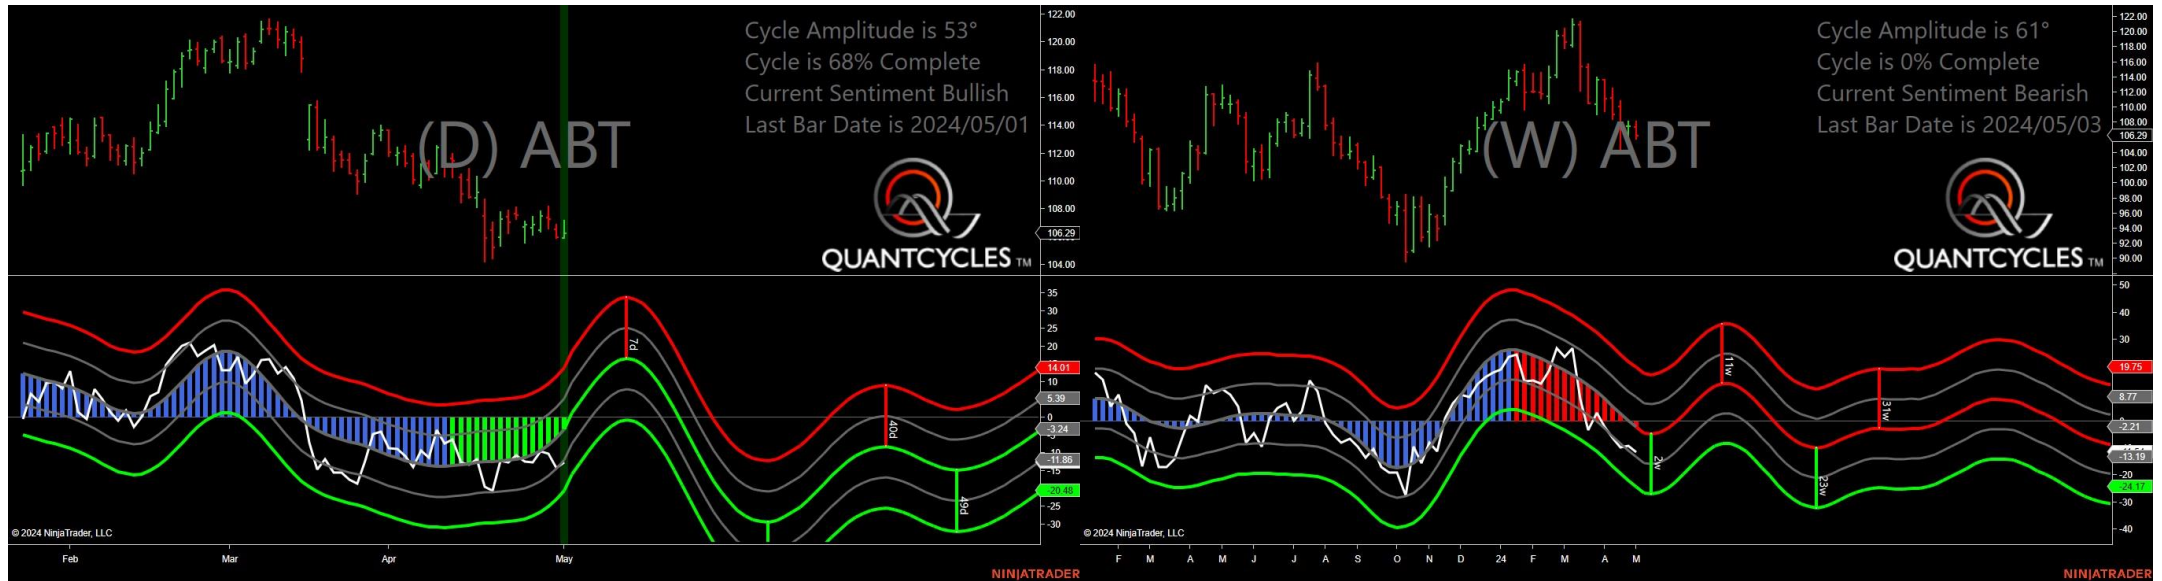 Cycle Amplitude is 53°
Cycle is 68% Complete
Current Sentiment Bullish
Last Bar Date is 2024/05/01
(D) ABT
QUANTCYCLES TM
122.00
120.00
118.00
116.00
114.00
112.00
110.00
108.00
106.29
104.00
35
30
25
20
14.01
10
5.39
0
-3.24
-11.86
-15
-20.48
-25
-30
7d
40d
49d
© 2024 NinjaTrader, LLC
Feb Mar Apr May
NINJATRADER
Cycle Amplitude is 61°
Cycle is 0% Complete
Current Sentiment Bearish
Last Bar Date is 2024/05/03
(W) ABT
QUANTCYCLES TM
122.00
120.00
118.00
116.00
114.00
112.00
110.00
108.00
106.29
104.00
102.00
100.00
98.00
96.00
94.00
92.00
90.00
50
40
30
19.75
8.77
-2.21
-13.19
-20
-24.17
-30
-40
2w
11w
23w
31w
© 2024 NinjaTrader, LLC
F M A M J J A S O N D 24 F M A M
NINJATRADER